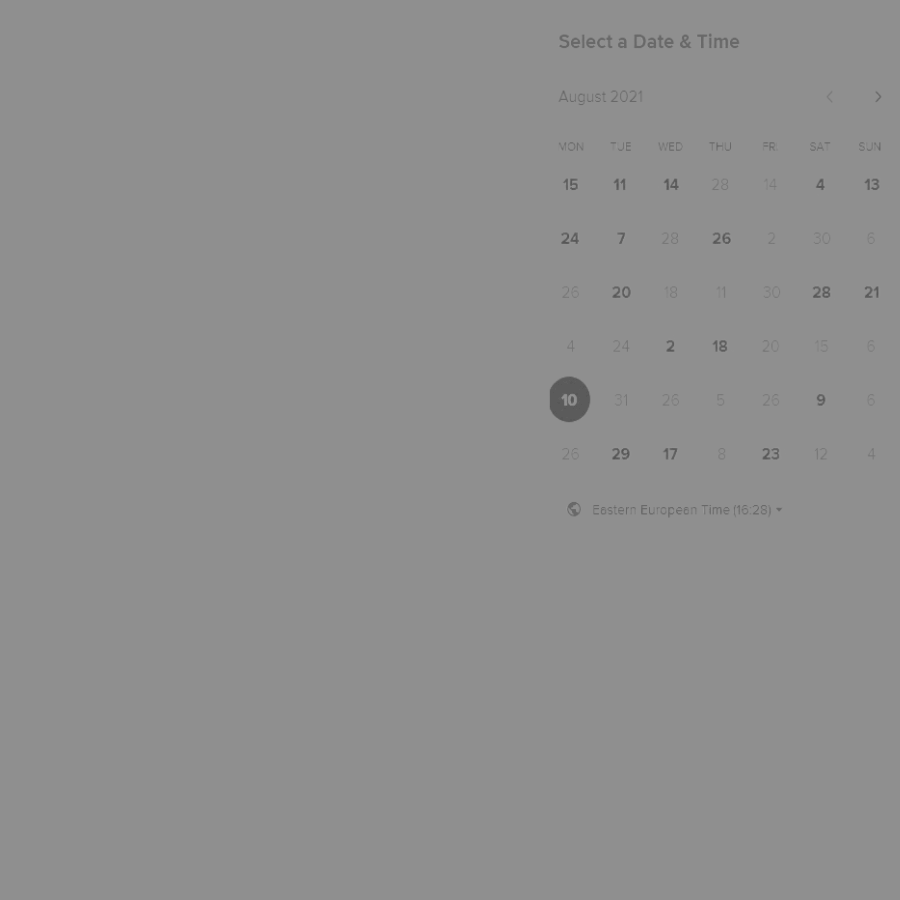 Select a Date & Time
August 2021
MON TUE WED THU FRI SAT SUN
15 11 14 28 14 4 13
24 7 28 26 2 30 6
26 20 18 11 30 28 21
4 24 2 18 20 15 6
10 31 26 5 26 9 6
26 29 17 8 23 12 4
Eastern European Time (16:28)